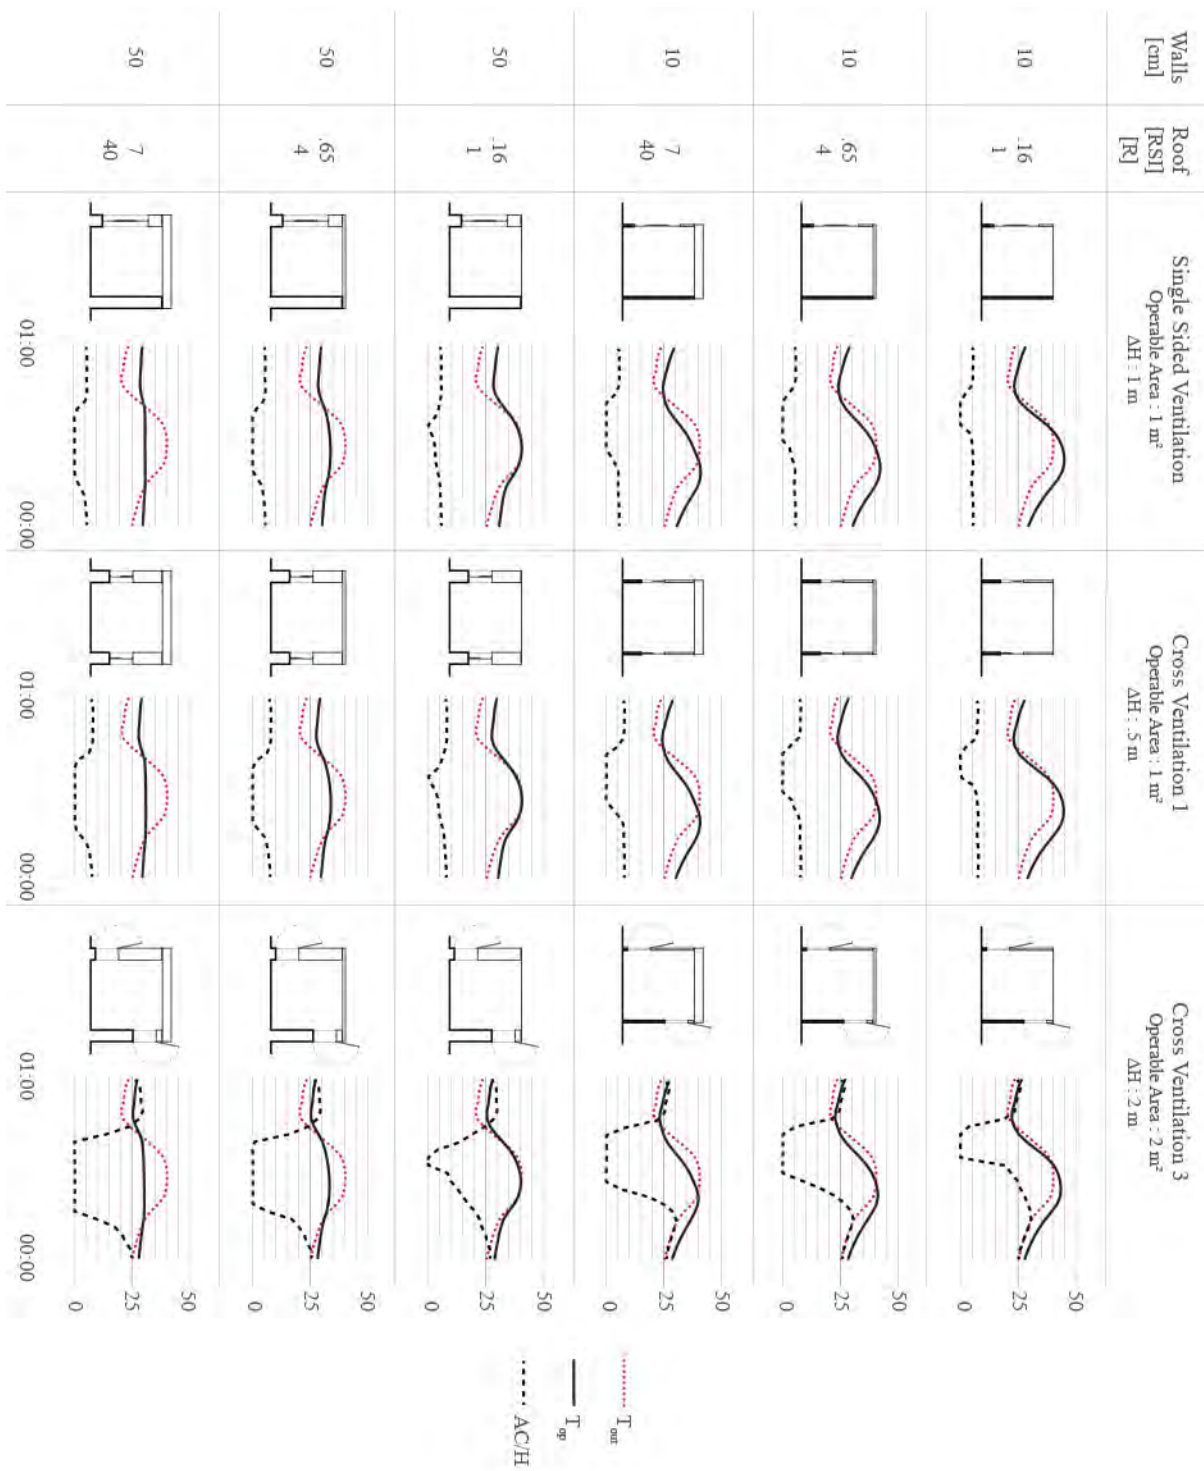 Walls
[cm]
Roof
[RSI]
[R]
Single Sided Ventilation
Operable Area : 1 m²
ΔH : 1 m
Cross Ventilation 1
Operable Area : 1 m²
ΔH : .5 m
Cross Ventilation 3
Operable Area : 2 m²
ΔH : 2 m
10
.16
1
50
25
0
10
.65
4
50
25
0
10
7
40
50
25
0
50
.16
1
50
25
0
50
.65
4
50
25
0
50
7
40
50
25
0
01:00 00:00 01:00 00:00 01:00 00:00
T out
T op
AC/H